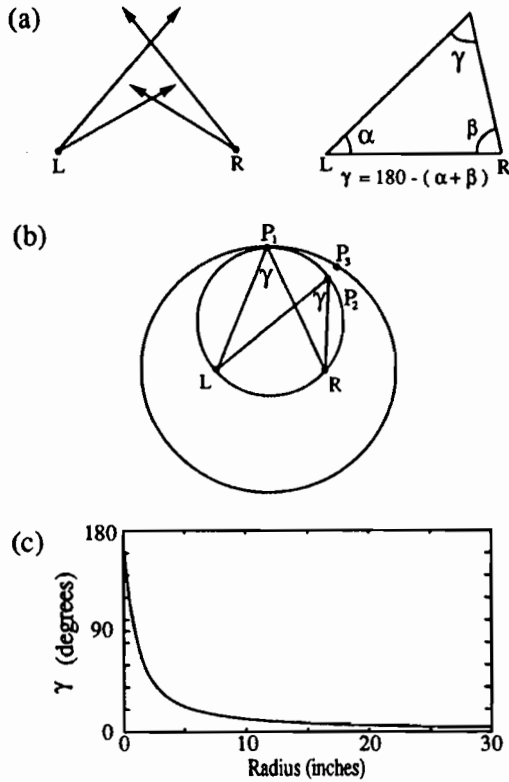 (a)
γ
α
β
L
R
L
R
γ = 180 - ( α + β )
(b)
P₁
P₃
γ
γ
P₂
L
R
(c)
180
90
0
γ (degrees)
0
10
20
30
Radius (inches)